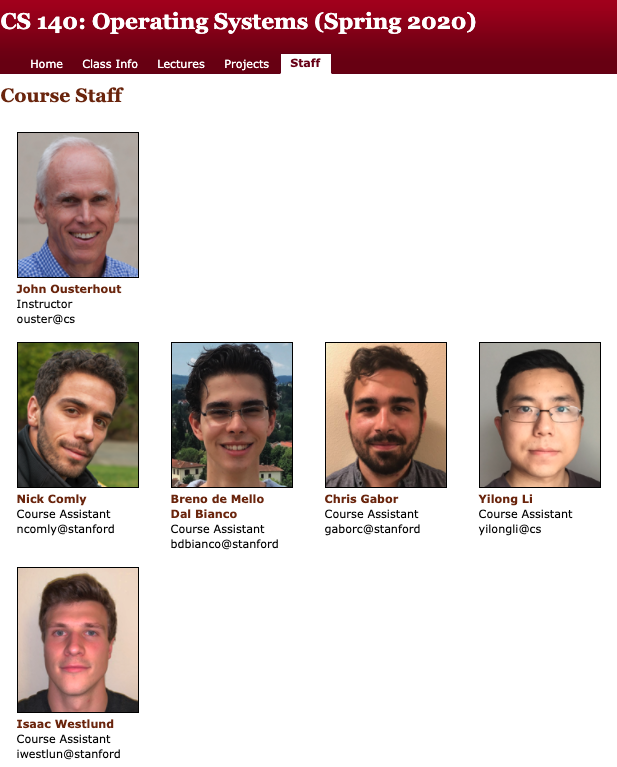 CS 140: Operating Systems (Spring 2020)
Home Class Info Lectures Projects Staff
Course Staff
John Ousterhout
Instructor
ouster@cs
Nick Comly
Course Assistant
ncomly@stanford
Breno de Mello
Dal Bianco
Course Assistant
bdbianco@stanford
Chris Gabor
Course Assistant
gaborc@stanford
Yilong Li
Course Assistant
yilongli@cs
Isaac Westlund
Course Assistant
iwestlun@stanford